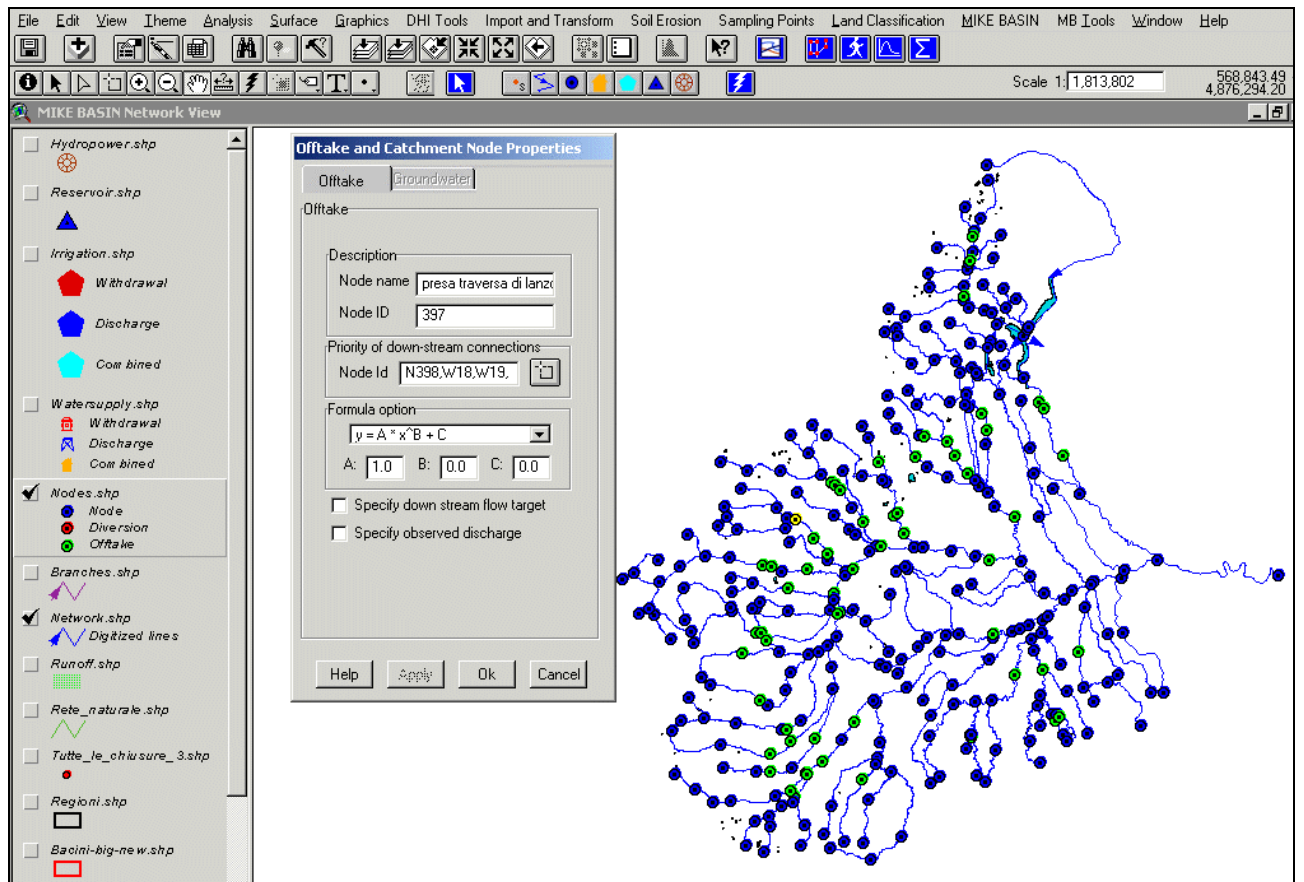 File Edit View Theme Analysis Surface Graphics DHI Tools Import and Transform Soil Erosion Sampling Points Land Classification MIKE BASIN MB Tools Window Help
Scale 1: 1,813,802
568,843.49
4,876,294.20
MIKE BASIN Network View
Hydropower.shp
Reservoir.shp
Irrigation.shp
Withdrawal
Discharge
Combined
Watersupply.shp
Withdrawal
Discharge
Combined
Nodes.shp
Node
Diversion
Offtake
Branches.shp
Network.shp
Digitized lines
Runoff.shp
Rete_naturale.shp
Tutte_le_chiusure_3.shp
Regioni.shp
Bacini-big-new.shp
Offtake and Catchment Node Properties
Offtake Groundwater
Offtake
Description
Node name presa traversa di lanzo
Node ID 397
Priority of down-stream connections
Node Id N398,W18,W19,
Formula option
y = A * x^B + C
A: 1.0 B: 0.0 C: 0.0
Specify down stream flow target
Specify observed discharge
Help Apply Ok Cancel